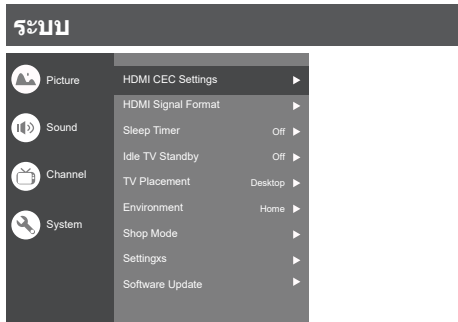 ระบบ
Picture
Sound
Channel
System
HDMI CEC Settings
HDMI Signal Format
Sleep Timer Off
Idle TV Standby Off
TV Placement Desktop
Environment Home
Shop Mode
Settingxs
Software Update